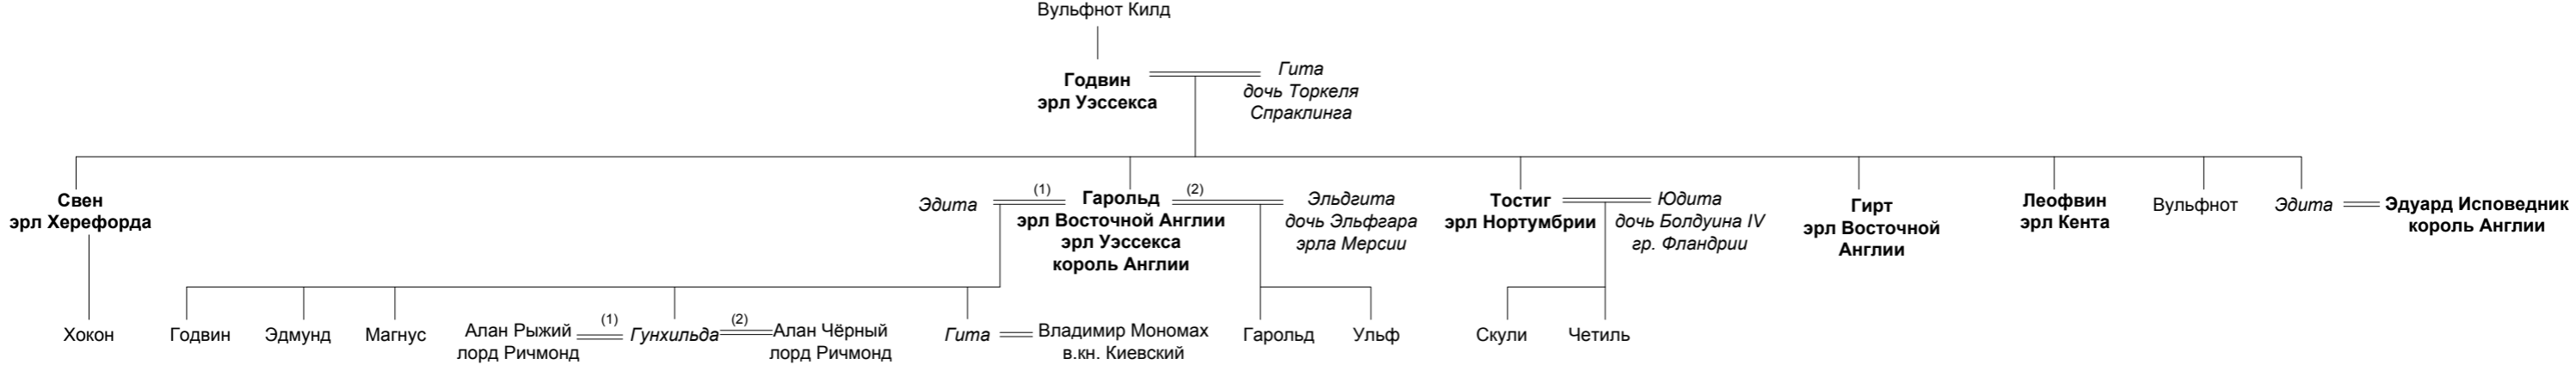 Вульфнот Килд
Годвин
эрл Уэссекса
Гита
дочь Торкеля
Спраклинга
Свен
эрл Херефорда
Эдита
(1)
Гарольд
эрл Восточной Англии
эрл Уэссекса
король Англии
(2)
Эльдгита
дочь Эльфгара
эрла Мерсии
Тостиг
эрл Нортумбрии
Юдита
дочь Болдуина IV
гр. Фландрии
Гирт
эрл Восточной
Англии
Леофвин
эрл Кента
Вульфнот
Эдита
Эдуард Исповедник
король Англии
Хокон
Годвин
Эдмунд
Магнус
Алан Рыжий
лорд Ричмонд
(1)
Гунхильда
(2)
Алан Чёрный
лорд Ричмонд
Гита
Владимир Мономах
в.кн. Киевский
Гарольд
Ульф
Скули
Четиль